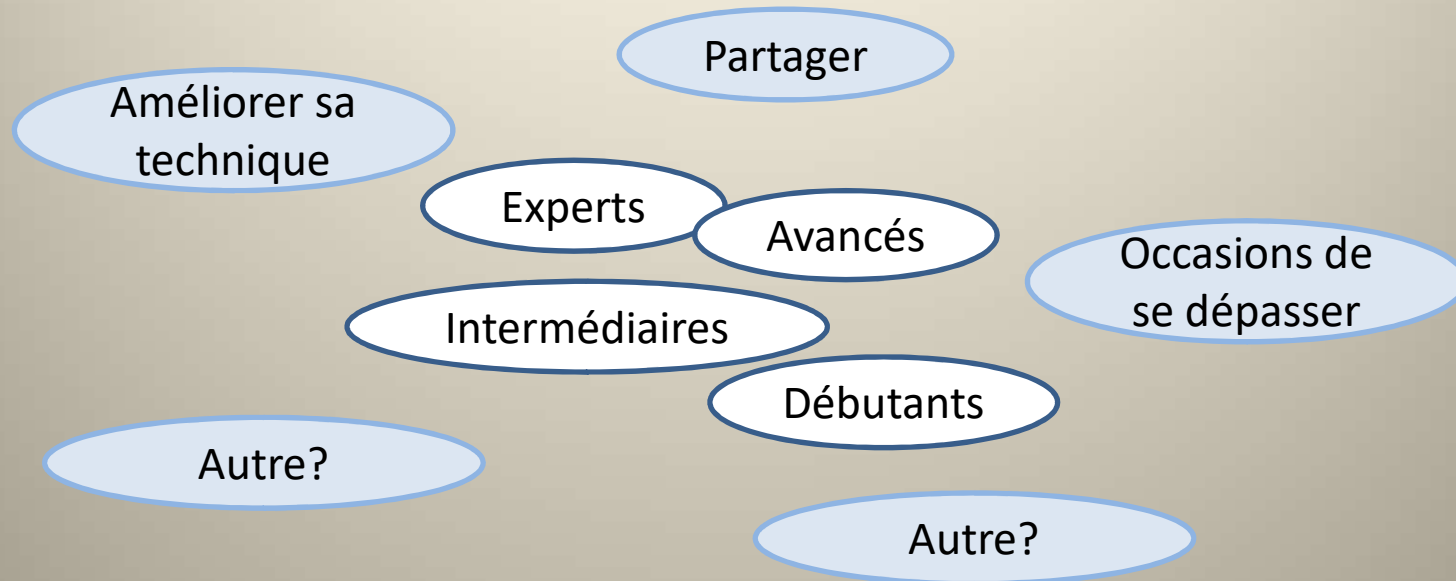 Partager
Améliorer sa
technique
Experts
Avancés
Occasions de
se dépasser
Intermédiaires
Débutants
Autre?
Autre?